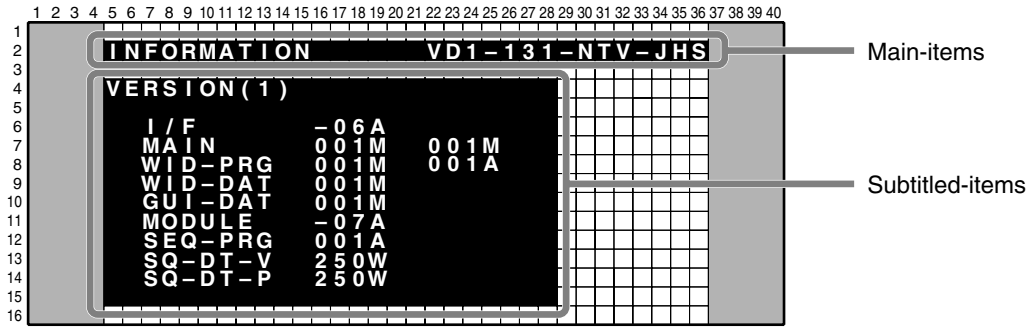 1 2 3 4 5 6 7 8 9 10 11 12 13 14 15 16 17 18 19 20 21 22 23 24 25 26 27 28 29 30 31 32 33 34 35 36 37 38 39 40
1
2 INFORMATION VD1–131–NTV–JHS Main-items
3
4 VERSION(1)
5
6 I/F –06A
7 MAIN 001M 001M
8 WID–PRG 001M 001A
9 WID–DAT 001M Subtitled-items
10 GUI–DAT 001M
11 MODULE –07A
12 SEQ–PRG 001A
13 SQ–DT–V 250W
14 SQ–DT–P 250W
15
16